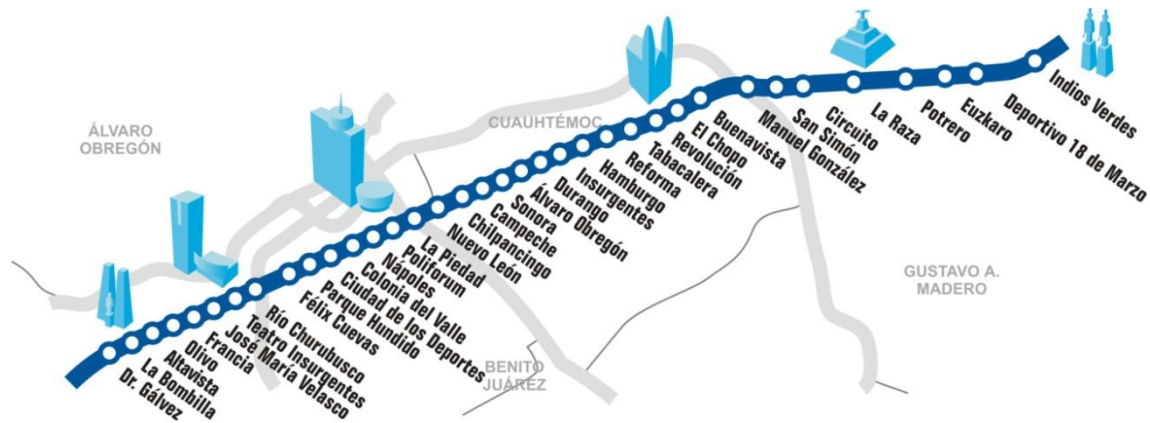 ÁLVARO
OBREGÓN
CUAUHTÉMOC
GUSTAVO A.
MADERO
BENITO
JUÁREZ
Indios Verdes
Deportivo 18 de Marzo
Euzkaro
Potrero
La Raza
Circuito
San Simón
Manuel González
Buenavista
El Chopo
Revolución
Tabacalera
Reforma
Hamburgo
Insurgentes
Durango
Álvaro Obregón
Sonora
Campeche
Chilpancingo
Nuevo León
La Piedad
Poliforum
Nápoles
Colonia del Valle
Ciudad de los Deportes
Parque Hundido
Félix Cuevas
Río Churubusco
Teatro Insurgentes
José María Velasco
Francia
Olivo
Altavista
La Bombilla
Dr. Gálvez